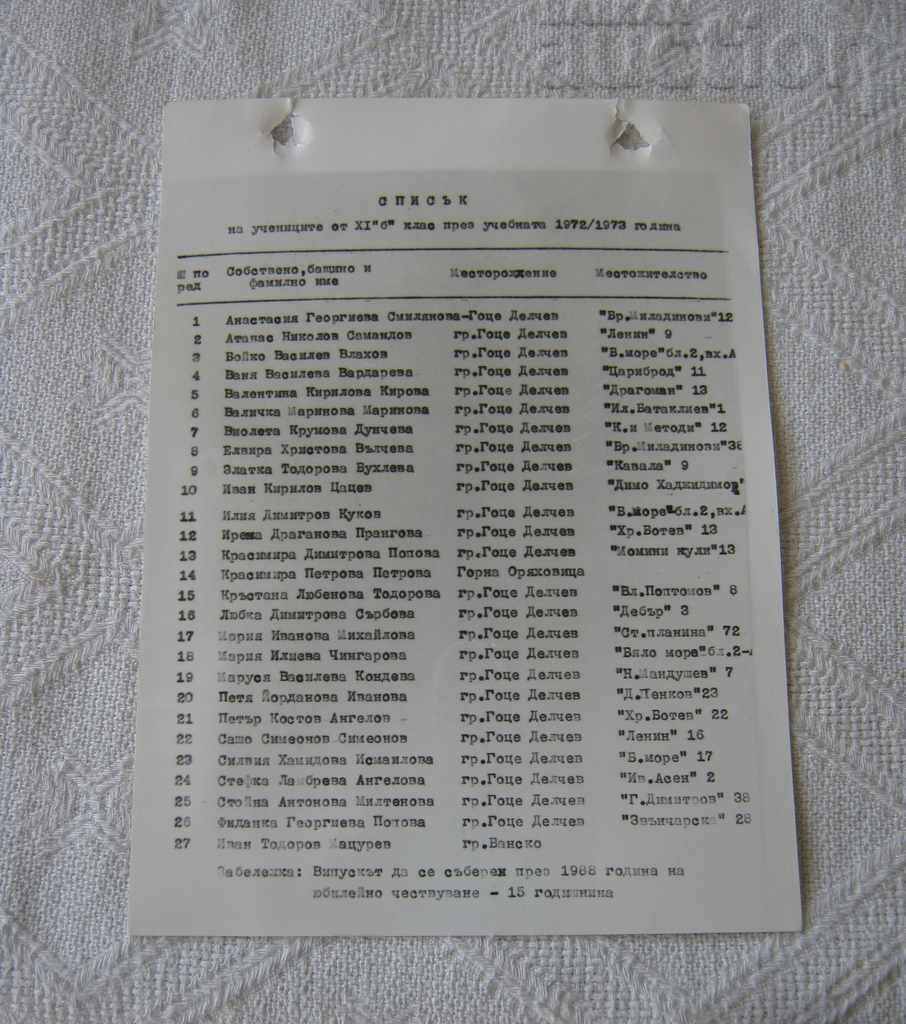 auction
СПИСЪК
на учениците от XI"б" клас през учебната 1972/1973 година
№ по Собствено,бащино и Месторождение Местожителство
ред фамилно име
1 Анастасия Георгиева Смилянова-Гоце Делчев "Бр.Миладинови"12
2 Атанас Николов Самандов гр.Гоце Делчев "Ленин" 9
3 Бойко Василев Влахов гр.Гоце Делчев "Б.море"бл.2,вх.А
4 Ваня Василева Вардарева гр.Гоце Делчев "Цариброд" 11
5 Валентина Кирилова Кирова гр.Гоце Делчев "Драгоман" 13
6 Величка Маринова Маринова гр.Гоце Делчев "Ил.Батаклиев"1
7 Виолета Крумова Дунчева гр.Гоце Делчев "К.и Методи" 12
8 Елвира Христова Вълчева гр.Гоце Делчев "Бр.Миладинови"38
9 Златка Тодорова Бухлева гр.Гоце Делчев "Кавала" 9
10 Иван Кирилов Цацев гр.Гоце Делчев "Димо Хаджидимов"
11 Илия Димитров Куков гр.Гоце Делчев "Б.Море"бл.2,вх.А
12 Ирена Драганова Прангова гр.Гоце Делчев "Хр.Ботев" 13
13 Красимира Димитрова Попова гр.Гоце Делчев "Момини кули"13
14 Красимира Петрова Петрова Горна Оряховица
15 Кръстана Любенова Тодорова гр.Гоце Делчев "Вл.Поптомов" 8
16 Любка Димитрова Сърбова гр.Гоце Делчев "Дебър" 3
17 Мария Иванова Михайлова гр.Гоце Делчев "Ст.планина" 72
18 Мария Илиева Чингарова гр.Гоце Делчев "Бяло море"бл.2-А
19 Маруся Василева Кондева гр.Гоце Делчев "Н.Мандушев" 7
20 Петя Йорданова Иванова гр.Гоце Делчев "Д.Ленков"23
21 Петър Костов Ангелов гр.Гоце Делчев "Хр.Ботев" 22
22 Сашо Симеонов Симеонов гр.Гоце Делчев "Ленин" 16
23 Силвия Хамидова Исмаилова гр.Гоце Делчев "Б.море" 17
24 Стефка Ламбрева Ангелова гр.Гоце Делчев "Ив.Асен" 2
25 Стойна Антонова Милтенова гр.Гоце Делчев "Г.Димитров" 38
26 Фиданка Георгиева Попова гр.Гоце Делчев "Звънчарска" 28
27 Иван Тодоров Мацурев гр.Банско
Забележка: Випускът да се събере през 1988 година на
юбилейно чествуване - 15 годишнина